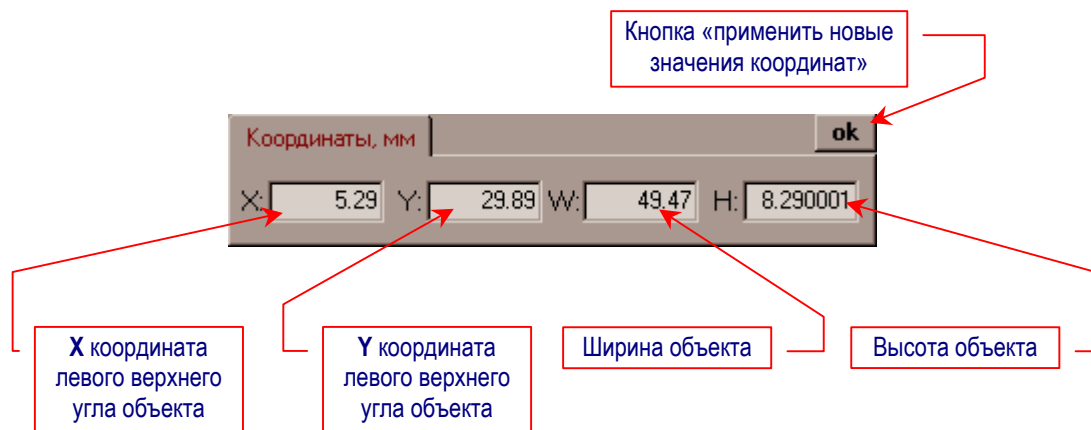 Кнопка «применить новые
значения координат»
Координаты, мм
ok
X: 5.29 Y: 29.89 W: 49.47 H: 8.290001
X координата
левого верхнего
угла объекта
Y координата
левого верхнего
угла объекта
Ширина объекта
Высота объекта